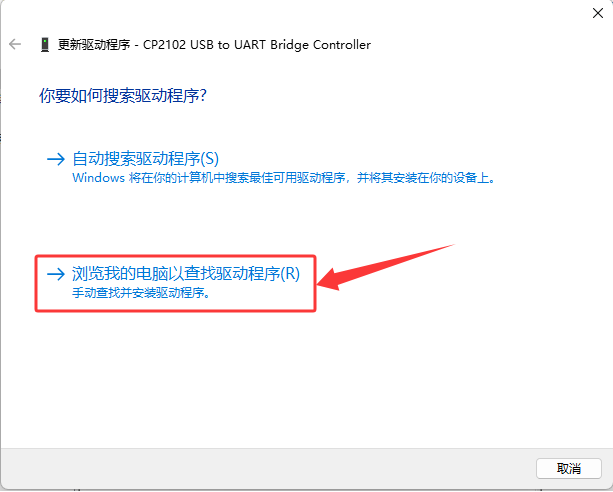 更新驱动程序 - CP2102 USB to UART Bridge Controller
你要如何搜索驱动程序?
自动搜索驱动程序(S)
Windows 将在你的计算机中搜索最佳可用驱动程序，并将其安装在你的设备上。
浏览我的电脑以查找驱动程序(R)
手动查找并安装驱动程序。
取消